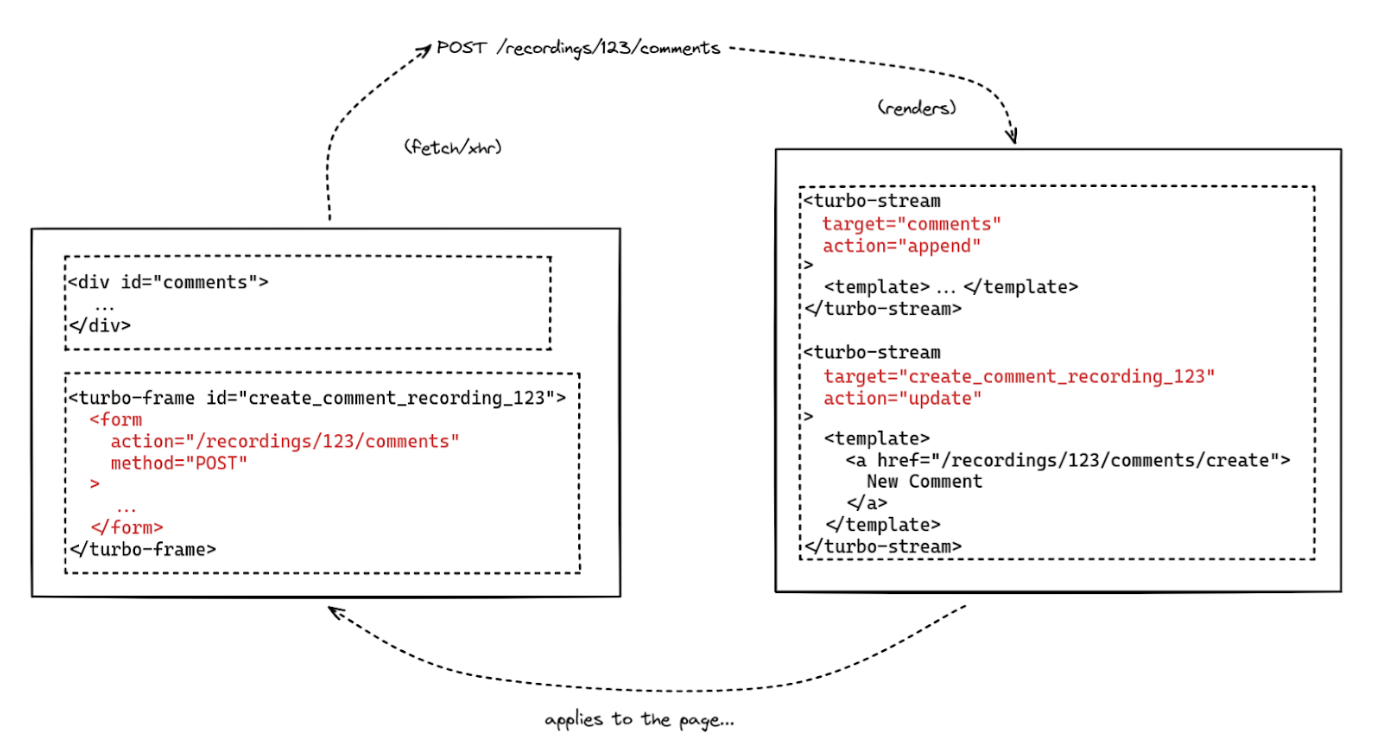 POST /recordings/123/comments
(renders)
(fetch/xhr)
<div id="comments">
...
</div>
<turbo-frame id="create_comment_recording_123">
<form
action="/recordings/123/comments"
method="POST"
>
...
</form>
</turbo-frame>
<turbo-stream
target="comments"
action="append"
>
<template> ... </template>
</turbo-stream>
<turbo-stream
target="create_comment_recording_123"
action="update"
>
<template>
<a href="/recordings/123/comments/create">
New Comment
</a>
</template>
</turbo-stream>
applies to the page...